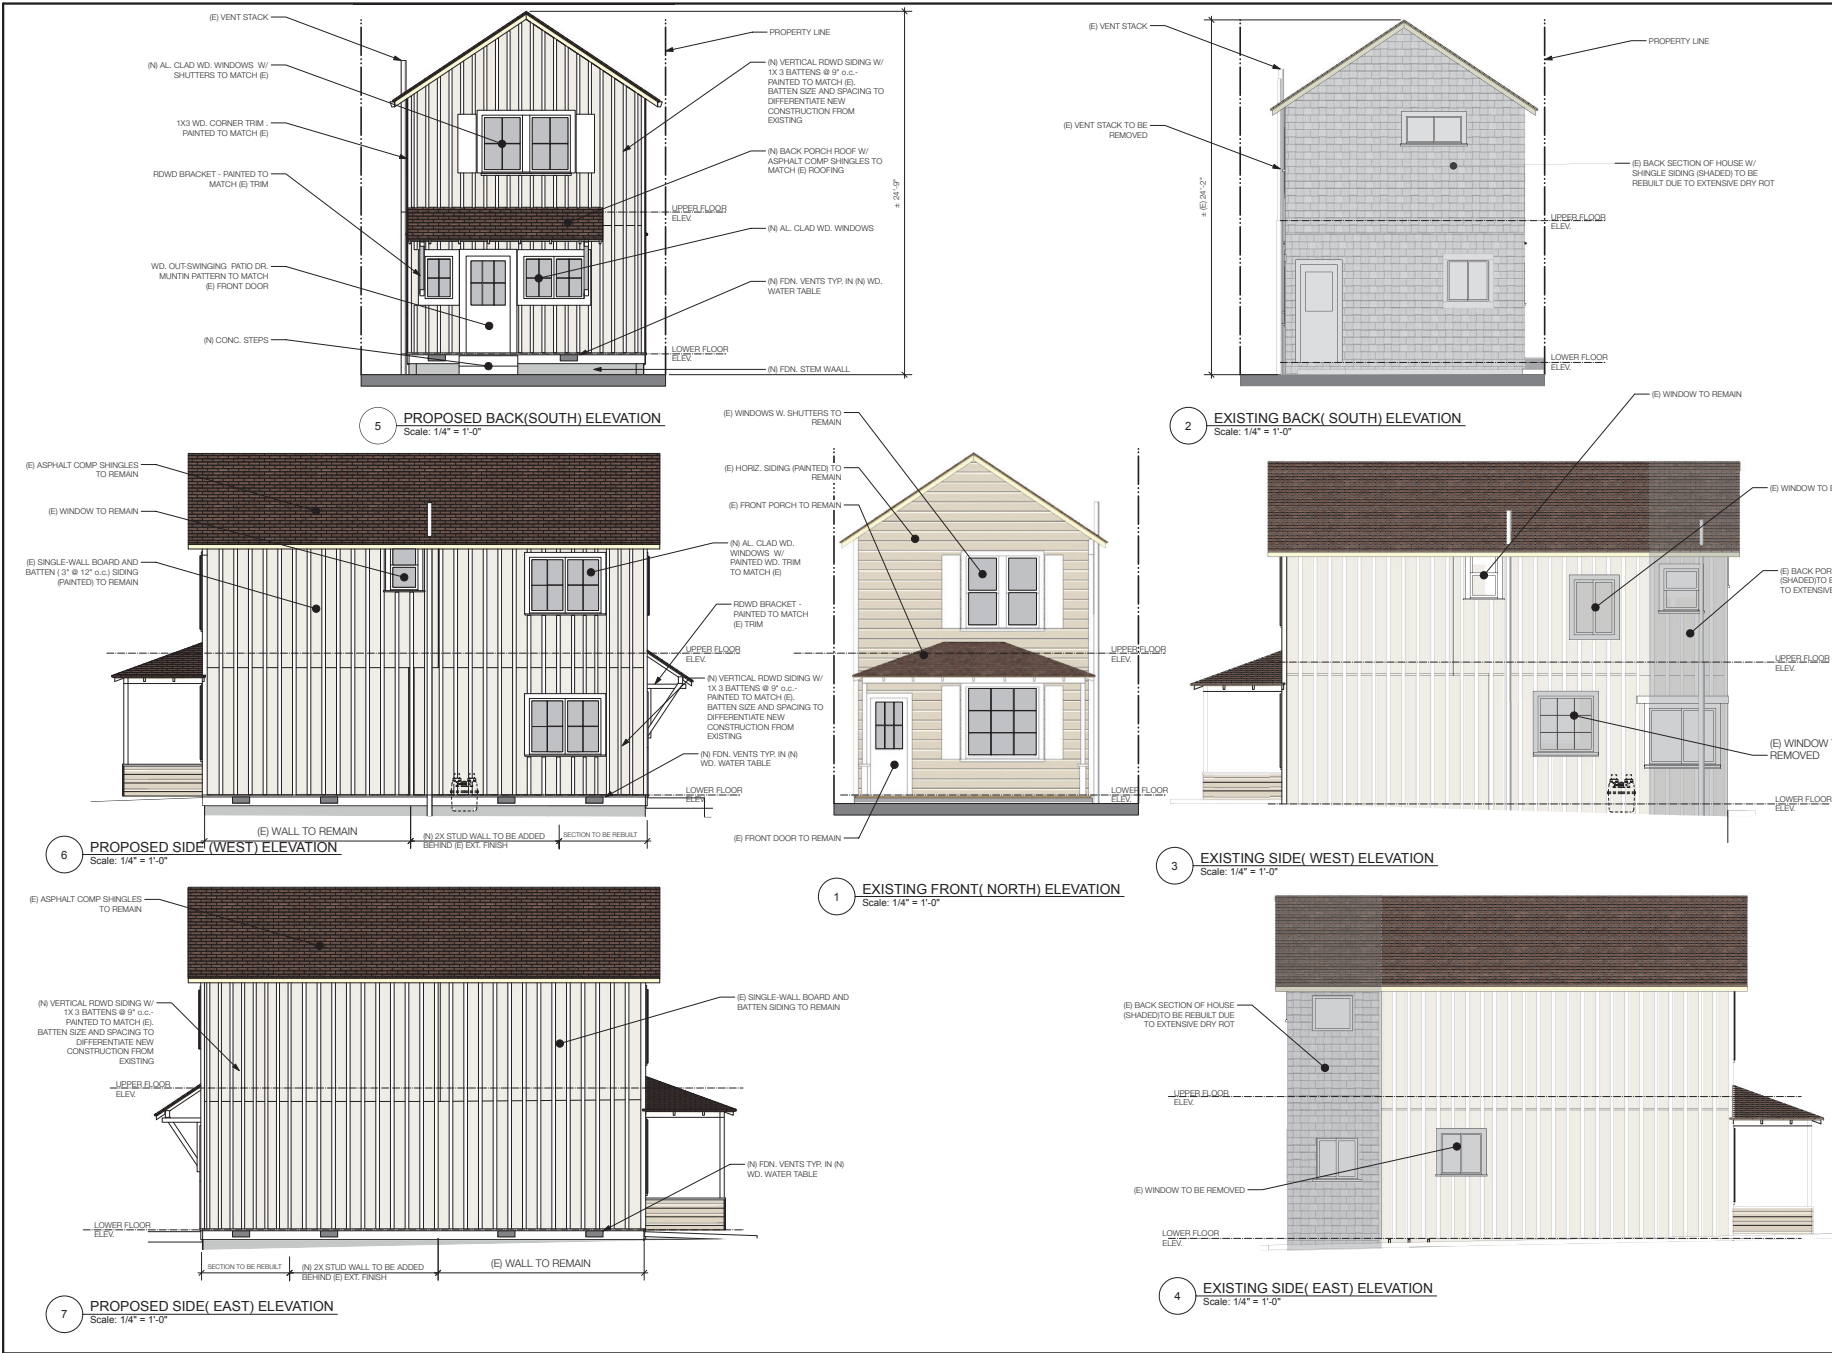 (E) VENT STACK
(N) AL. CLAD WD. WINDOWS W/
SHUTTERS TO MATCH (E)
1X3 WD. CORNER TRIM .
PAINTED TO MATCH (E)
RDWD BRACKET - PAINTED TO
MATCH (E) TRIM
WD. OUT-SWINGING PATIO DR.
MUNTIN PATTERN TO MATCH
(E) FRONT DOOR
(N) CONC. STEPS
PROPERTY LINE
(N) VERTICAL RDWD SIDING W/
1X 3 BATTENS @ 9" o.c.-
PAINTED TO MATCH (E).
BATTEN SIZE AND SPACING TO
DIFFERENTIATE NEW
CONSTRUCTION FROM
EXISTING
(N) BACK PORCH ROOF W/
ASPHALT COMP SHINGLES TO
MATCH (E) ROOFING
UPPER FLOOR
ELEV.
(N) AL. CLAD WD. WINDOWS
(N) FDN. VENTS TYP. IN (N) WD.
WATER TABLE
LOWER FLOOR
ELEV.
(N) FDN. STEM WAALL
± 24'-9"
5
PROPOSED BACK(SOUTH) ELEVATION
Scale: 1/4" = 1'-0"
(E) VENT STACK
(E) VENT STACK TO BE
REMOVED
± (E) 24'-2"
PROPERTY LINE
(E) BACK SECTION OF HOUSE W/
SHINGLE SIDING (SHADED) TO BE
REBUILT DUE TO EXTENSIVE DRY ROT
UPPER FLOOR
ELEV.
LOWER FLOOR
ELEV.
2
EXISTING BACK( SOUTH) ELEVATION
Scale: 1/4" = 1'-0"
(E) ASPHALT COMP SHINGLES
TO REMAIN
(E) WINDOW TO REMAIN
(E) SINGLE-WALL BOARD AND
BATTEN ( 3" @ 12" o.c.) SIDING
(PAINTED) TO REMAIN
(N) AL. CLAD WD.
WINDOWS W/
PAINTED WD. TRIM
TO MATCH (E)
RDWD BRACKET -
PAINTED TO MATCH
(E) TRIM
UPPER FLOOR
ELEV.
(N) VERTICAL RDWD SIDING W/
1X 3 BATTENS @ 9" o.c.-
PAINTED TO MATCH (E).
BATTEN SIZE AND SPACING TO
DIFFERENTIATE NEW
CONSTRUCTION FROM
EXISTING
(N) FDN. VENTS TYP. IN (N)
WD. WATER TABLE
LOWER FLOOR
ELEV.
(E) WALL TO REMAIN
(N) 2X STUD WALL TO BE ADDED
BEHIND (E) EXT. FINISH
SECTION TO BE REBUILT
6
PROPOSED SIDE (WEST) ELEVATION
Scale: 1/4" = 1'-0"
(E) WINDOWS W. SHUTTERS TO
REMAIN
(E) HORIZ. SIDING (PAINTED) TO
REMAIN
(E) FRONT PORCH TO REMAIN
UPPER FLOOR
ELEV.
LOWER FLOOR
ELEV.
(E) FRONT DOOR TO REMAIN
1
EXISTING FRONT( NORTH) ELEVATION
Scale: 1/4" = 1'-0"
(E) WINDOW TO REMAIN
(E) WINDOW TO
(E) BACK
(SHADED)TO
TO
UPPER FLOOR
ELEV.
(E) WINDOW
REMOVED
LOWER FLOOR
ELEV.
3
EXISTING SIDE( WEST) ELEVATION
Scale: 1/4" = 1'-0"
(E) ASPHALT COMP SHINGLES
TO REMAIN
(N) VERTICAL RDWD SIDING W/
1X 3 BATTENS @ 9" o.c.-
PAINTED TO MATCH (E).
BATTEN SIZE AND SPACING TO
DIFFERENTIATE NEW
CONSTRUCTION FROM
EXISTING
UPPER FLOOR
ELEV.
LOWER FLOOR
ELEV.
(E) SINGLE-WALL BOARD AND
BATTEN SIDING TO REMAIN
(N) FDN. VENTS TYP. IN (N)
WD. WATER TABLE
SECTION TO BE REBUILT
(N) 2X STUD WALL TO BE ADDED
BEHIND (E) EXT. FINISH
(E) WALL TO REMAIN
7
PROPOSED SIDE( EAST) ELEVATION
Scale: 1/4" = 1'-0"
(E) BACK SECTION OF HOUSE
(SHADED)TO BE REBUILT DUE
TO EXTENSIVE DRY ROT
UPPER FLOOR
ELEV.
(E) WINDOW TO BE REMOVED
LOWER FLOOR
ELEV.
4
EXISTING SIDE( EAST) ELEVATION
Scale: 1/4" = 1'-0"